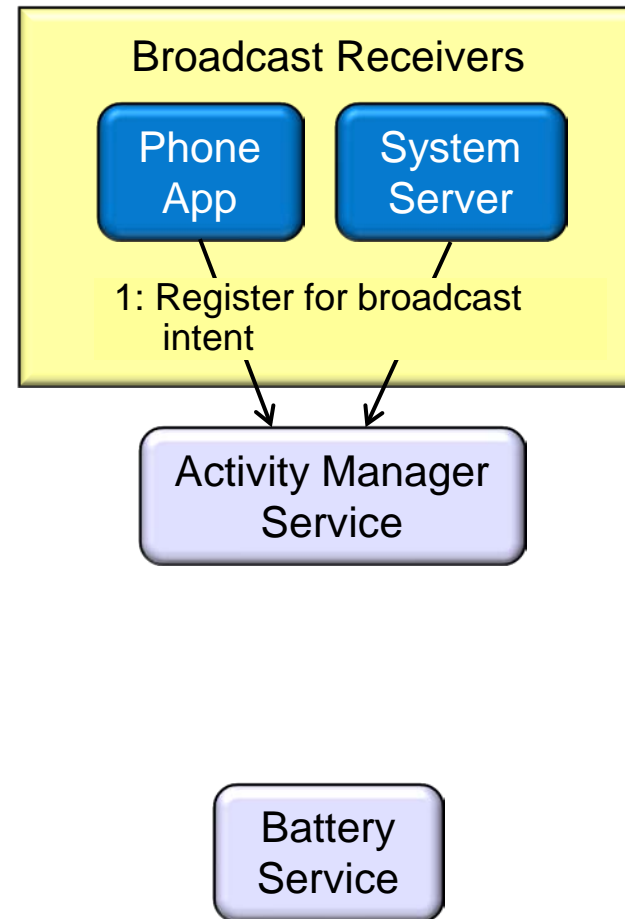 Broadcast Receivers
Phone
App
System
Server
1: Register for broadcast
intent
Activity Manager
Service
Battery
Service